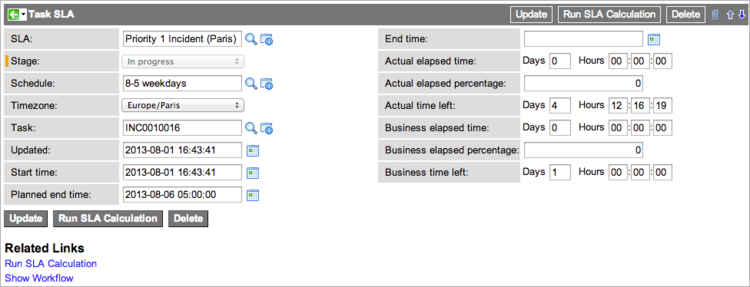 Task SLA Update Run SLA Calculation Delete
SLA: Priority 1 Incident (Paris)
Stage: In progress
Schedule: 8-5 weekdays
Timezone: Europe/Paris
Task: INC0010016
Updated: 2013-08-01 16:43:41
Start time: 2013-08-01 16:43:41
Planned end time: 2013-08-06 05:00:00
End time:
Actual elapsed time: Days 0 Hours 00:00:00
Actual elapsed percentage: 0
Actual time left: Days 4 Hours 12:16:19
Business elapsed time: Days 0 Hours 00:00:00
Business elapsed percentage: 0
Business time left: Days 1 Hours 00:00:00
Update Run SLA Calculation Delete
Related Links
Run SLA Calculation
Show Workflow